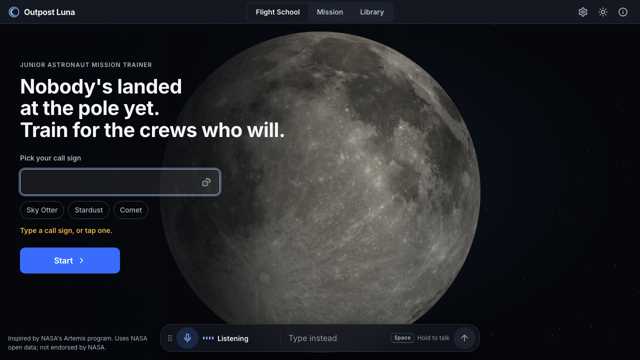 Outpost Luna
Flight School
Mission
Library
JUNIOR ASTRONAUT MISSION TRAINER
Nobody's landed
at the pole yet.
Train for the crews who will.
Pick your call sign
Sky Otter
Stardust
Comet
Type a call sign, or tap one.
Start
Inspired by NASA's Artemis program. Uses NASA
open data; not endorsed by NASA.
Listening
Type instead
Space
Hold to talk